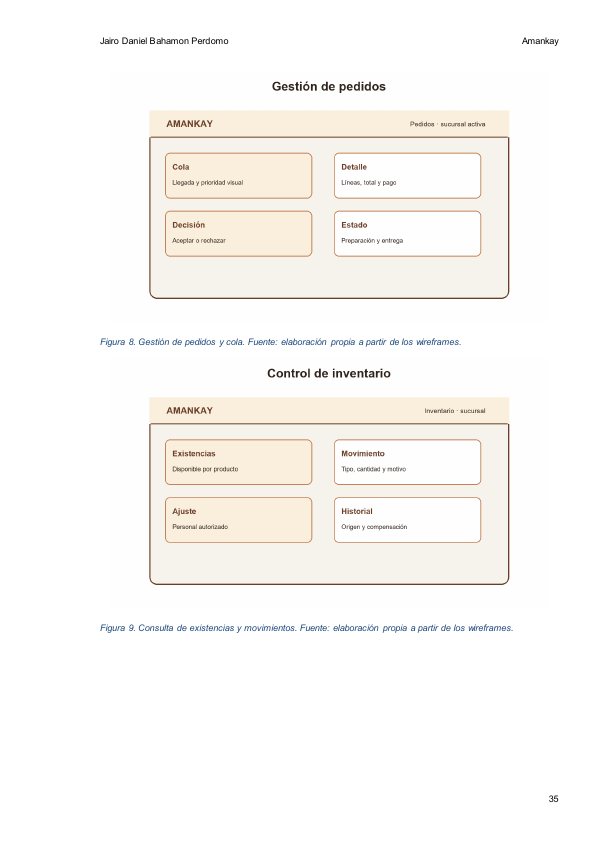 Jairo Daniel Bahamon Perdomo Amankay
Gestión de pedidos
AMANKAY Pedidos · sucursal activa
Cola Detalle
Llegada y prioridad visual Líneas, total y pago
Decisión Estado
Aceptar o rechazar Preparación y entrega
Figura 8. Gestión de pedidos y cola. Fuente: elaboración propia a partir de los wireframes.
Control de inventario
AMANKAY Inventario · sucursal
Existencias Movimiento
Disponible por producto Tipo, cantidad y motivo
Ajuste Historial
Personal autorizado Origen y compensación
Figura 9. Consulta de existencias y movimientos. Fuente: elaboración propia a partir de los wireframes.
35